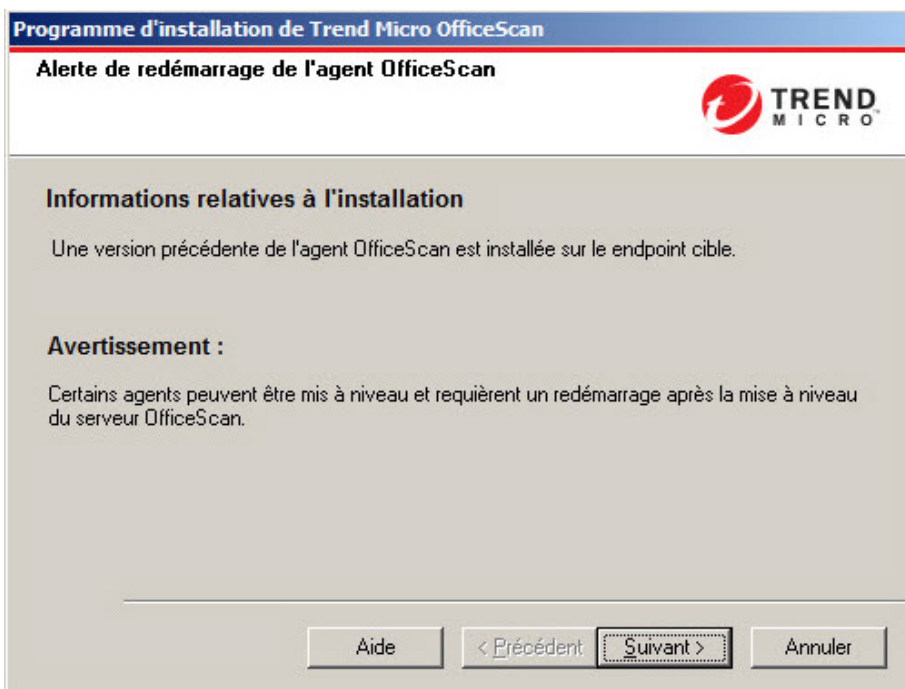 Programme d'installation de Trend Micro OfficeScan
Alerte de redémarrage de l'agent OfficeScan
TREND
MICRO
Informations relatives à l'installation
Une version précédente de l'agent OfficeScan est installée sur le endpoint cible.
Avertissement :
Certains agents peuvent être mis à niveau et requièrent un redémarrage après la mise à niveau
du serveur OfficeScan.
Aide
< Précédent
Suivant >
Annuler